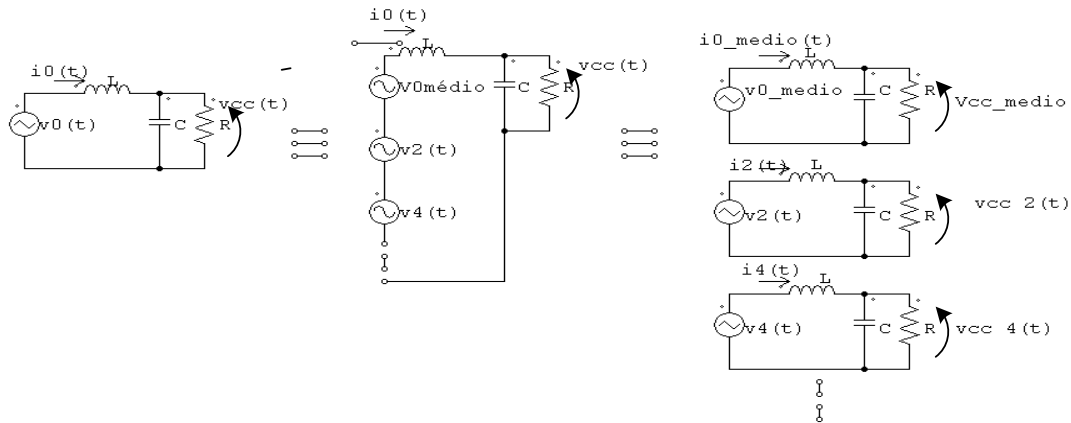 i0(t)
L
vcc(t)
v0(t)
C
R
i0(t)
L
vcc(t)
V0médio
C
R
v2(t)
v4(t)
i0_medio(t)
L
v0_medio
C
R
Vcc_medio
i2(t)
L
v2(t)
C
R
vcc 2(t)
i4(t)
L
v4(t)
C
R
vcc 4(t)